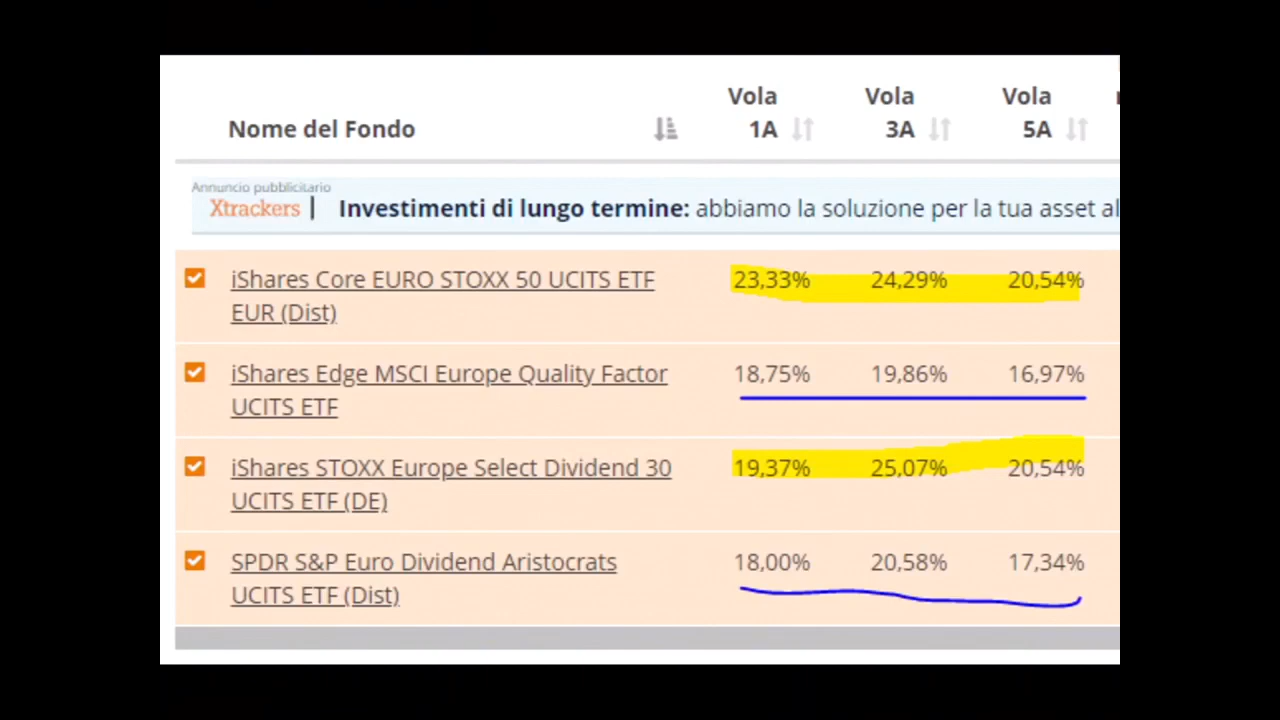 Vola Vola Vola
Nome del Fondo 1A 3A 5A
Annuncio pubblicitario
Xtrackers | Investimenti di lungo termine: abbiamo la soluzione per la tua asset al
iShares Core EURO STOXX 50 UCITS ETF 23,33% 24,29% 20,54%
EUR (Dist)
iShares Edge MSCI Europe Quality Factor 18,75% 19,86% 16,97%
UCITS ETF
iShares STOXX Europe Select Dividend 30 19,37% 25,07% 20,54%
UCITS ETF (DE)
SPDR S&P Euro Dividend Aristocrats 18,00% 20,58% 17,34%
UCITS ETF (Dist)